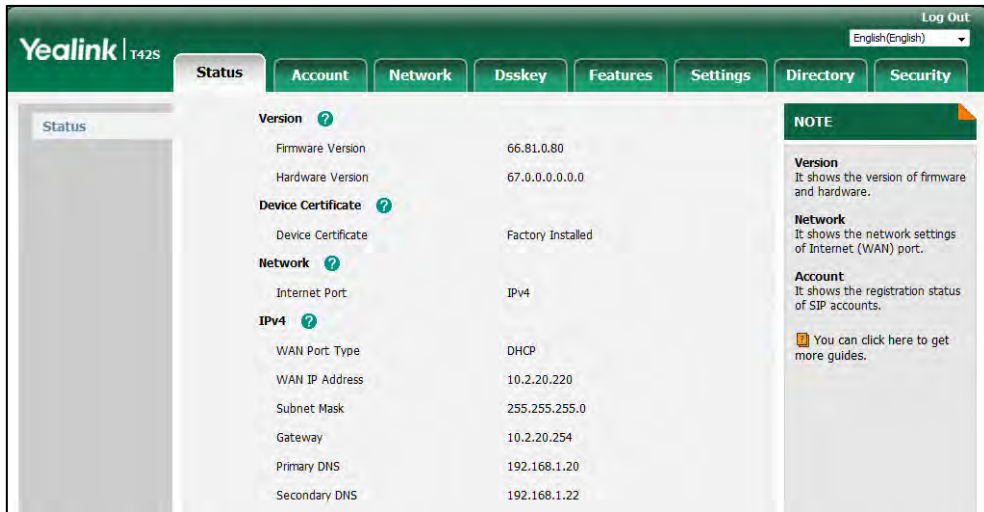 Log Out
English(English)
Yealink T42S
Status
Account
Network
Dsskey
Features
Settings
Directory
Security
Status
Version
Firmware Version 66.81.0.80
Hardware Version 67.0.0.0.0.0.0
Device Certificate
Device Certificate Factory Installed
Network
Internet Port IPv4
IPv4
WAN Port Type DHCP
WAN IP Address 10.2.20.220
Subnet Mask 255.255.255.0
Gateway 10.2.20.254
Primary DNS 192.168.1.20
Secondary DNS 192.168.1.22
NOTE
Version
It shows the version of firmware
and hardware.
Network
It shows the network settings
of Internet (WAN) port.
Account
It shows the registration status
of SIP accounts.
You can click here to get
more guides.